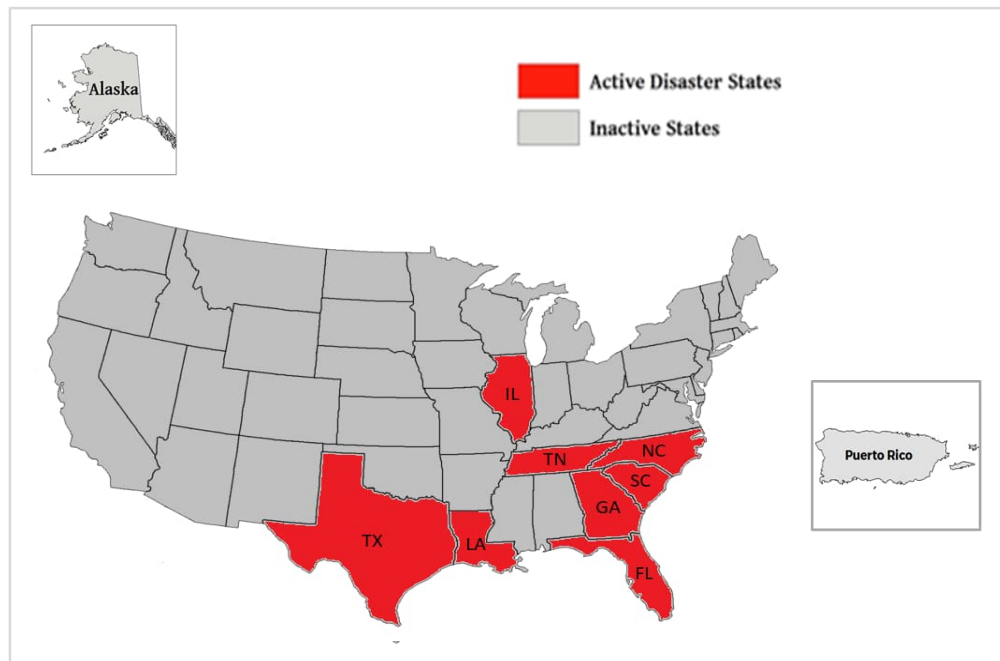 Alaska
Active Disaster States
Inactive States
IL
TN
NC
SC
GA
TX
LA
FL
Puerto Rico